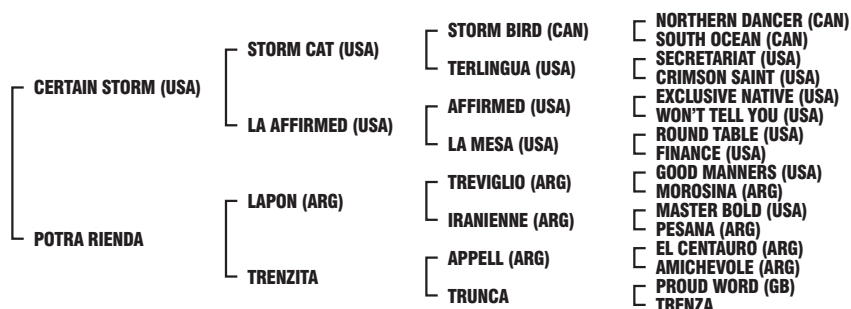 NORTHERN DANCER (CAN)
STORM BIRD (CAN)
SOUTH OCEAN (CAN)
STORM CAT (USA)
SECRETARIAT (USA)
TERLINGUA (USA)
CRIMSON SAINT (USA)
CERTAIN STORM (USA)
EXCLUSIVE NATIVE (USA)
AFFIRMED (USA)
WON'T TELL YOU (USA)
LA AFFIRMED (USA)
ROUND TABLE (USA)
LA MESA (USA)
FINANCE (USA)
GOOD MANNERS (USA)
TREVIGLIO (ARG)
MOROSINA (ARG)
LAPON (ARG)
MASTER BOLD (USA)
IRANIENNE (ARG)
PESANA (ARG)
POTRA RIENDA
EL CENTAURO (ARG)
APPELL (ARG)
AMICHEVOLE (ARG)
TRENZITA
PROUD WORD (GB)
TRUNCA
TRENZA